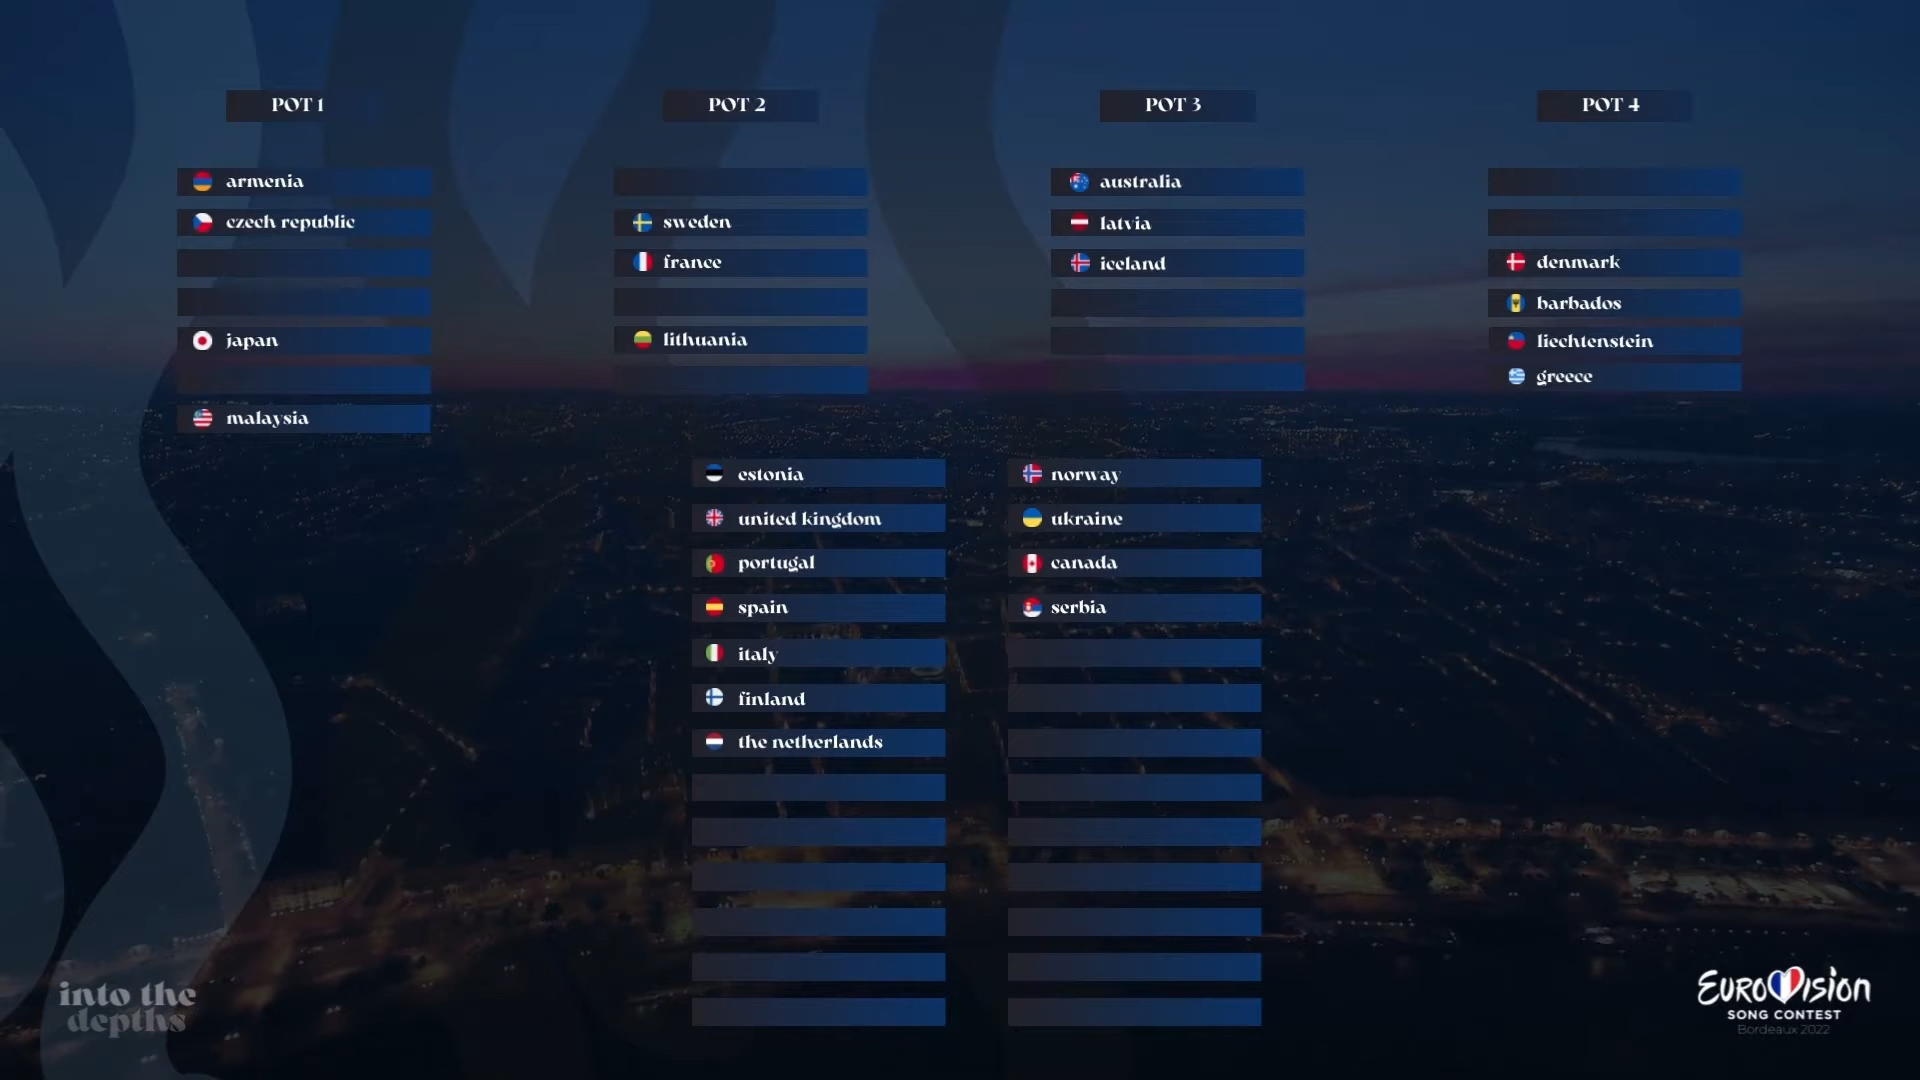 POT 1
armenia
czech republic
japan
malaysia
POT 2
sweden
france
lithuania
POT 3
australia
latvia
iceland
POT 4
denmark
barbados
liechtenstein
greece
estonia
united kingdom
portugal
spain
italy
finland
the netherlands
norway
ukraine
canada
serbia
into the
depths
EUROVISION
SONG CONTEST
Bordeaux 2022